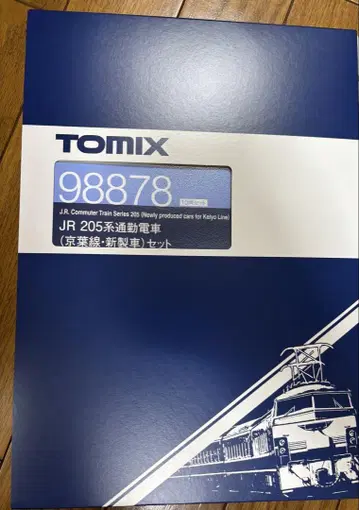 TOMIX
98878
J.R. Commuter Train Series 205 (Newly produced cars for Keiyo Line)
JR 205系通勤電車
(京葉線・新製車)セット